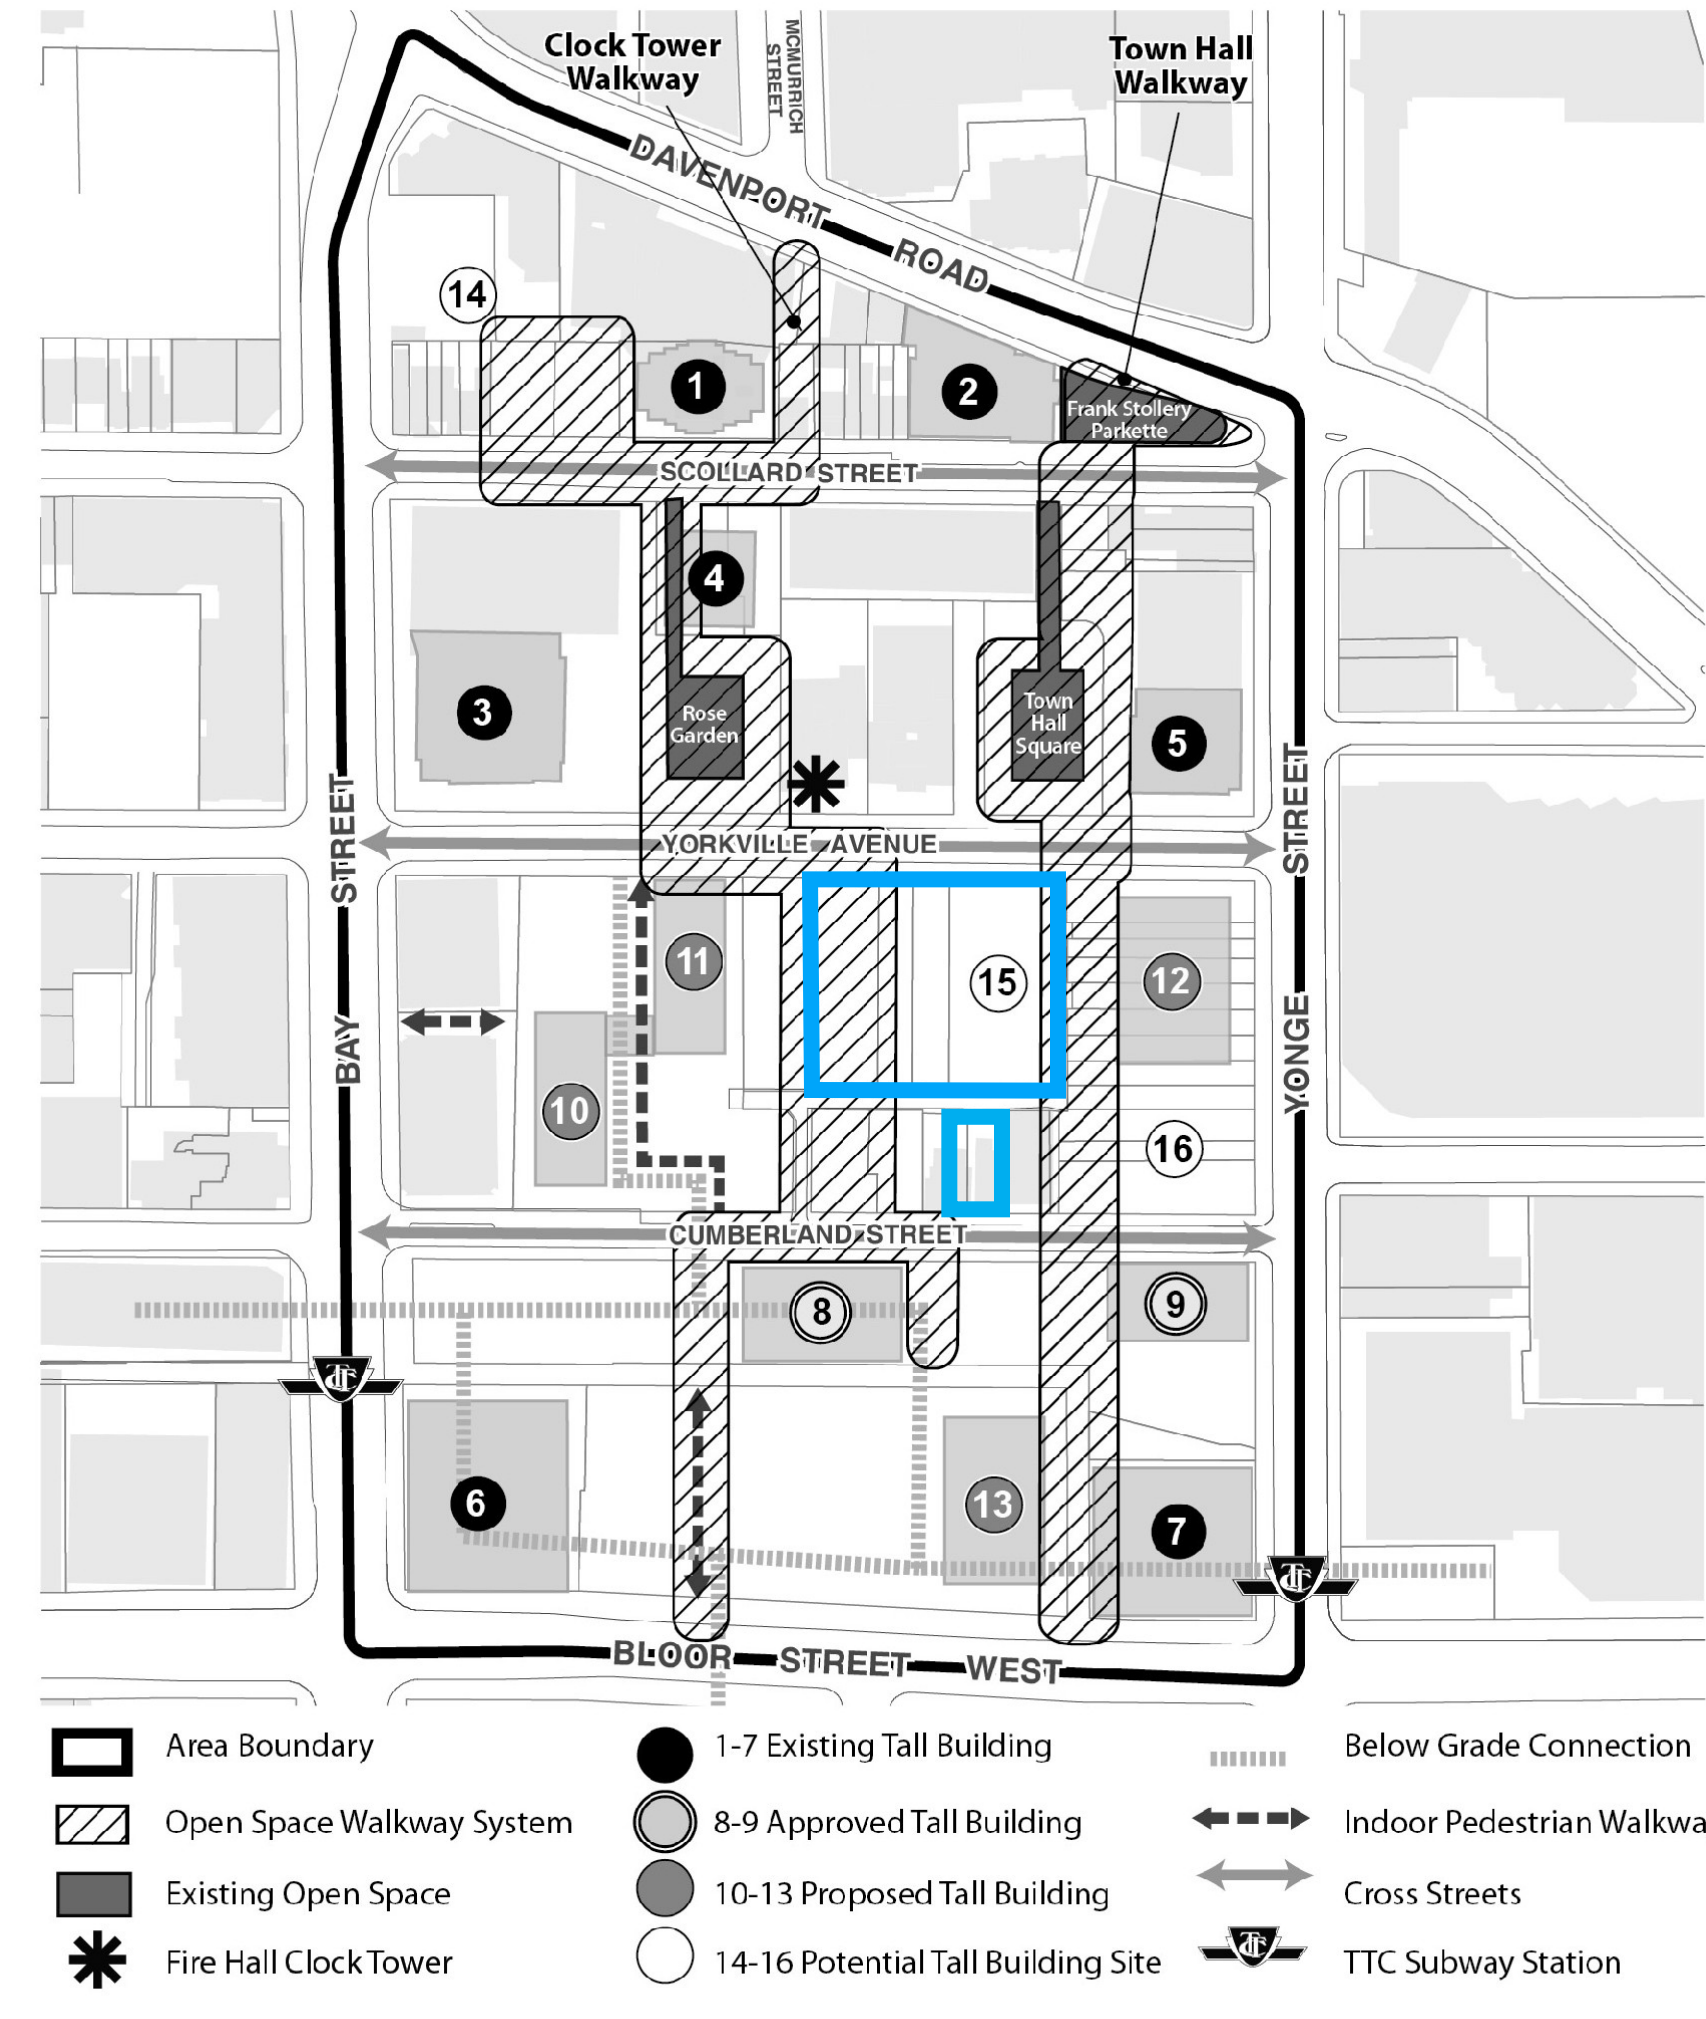 Clock Tower
Walkway
MCMURRICH
STREET
Town Hall
Walkway
DAVENPORT ROAD
14
1
2
Frank Stollery
Parkette
SCOLLARD STREET
4
3
Rose
Garden
Town
Hall
Square
5
YORKVILLE AVENUE
BAY STREET
YONGE STREET
11
15
12
10
16
CUMBERLAND STREET
8
9
6
13
7
BLOOR STREET WEST
Area Boundary
Open Space Walkway System
Existing Open Space
Fire Hall Clock Tower
1-7 Existing Tall Building
8-9 Approved Tall Building
10-13 Proposed Tall Building
14-16 Potential Tall Building Site
Below Grade Connection
Indoor Pedestrian Walkwa
Cross Streets
TTC Subway Station